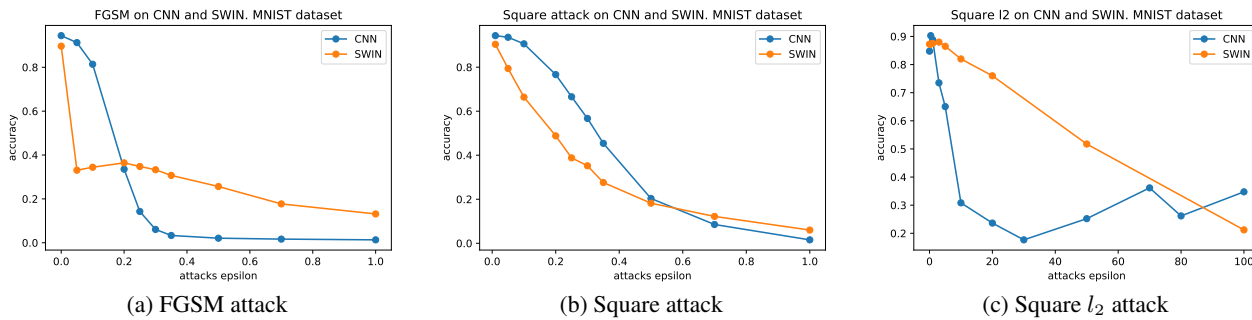 FGSM on CNN and SWIN. MNIST dataset
CNN
SWIN
accuracy
0.8
0.6
0.4
0.2
0.0
0.0 0.2 0.4 0.6 0.8 1.0
attacks epsilon
(a) FGSM attack
Square attack on CNN and SWIN. MNIST dataset
CNN
SWIN
accuracy
0.8
0.6
0.4
0.2
0.0
0.0 0.2 0.4 0.6 0.8 1.0
attacks epsilon
(b) Square attack
Square l2 on CNN and SWIN. MNIST dataset
CNN
SWIN
accuracy
0.9
0.8
0.7
0.6
0.5
0.4
0.3
0.2
0 20 40 60 80 100
attacks epsilon
(c) Square l₂ attack